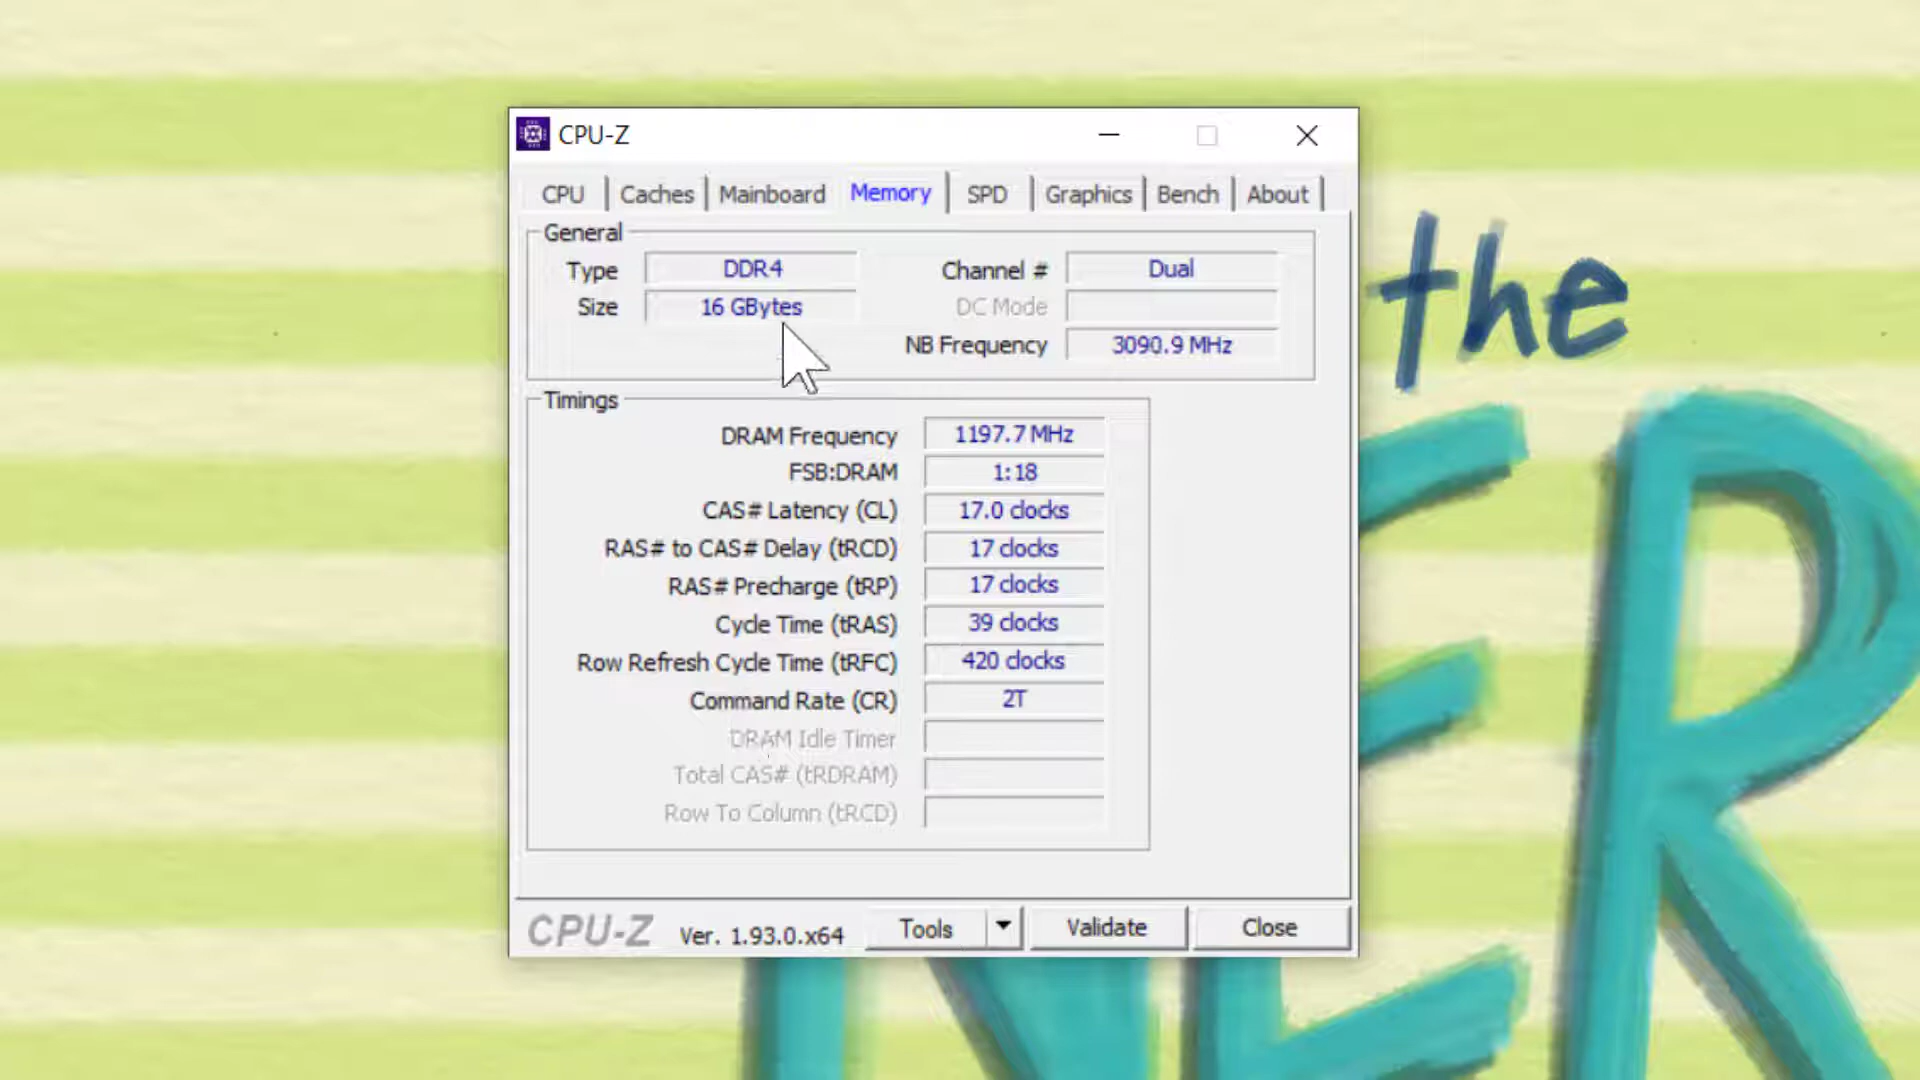 CPU-Z
CPU Caches Mainboard Memory SPD Graphics Bench About
General
Type DDR4 Channel # Dual
Size 16 GBytes DC Mode
NB Frequency 3090.9 MHz
Timings
DRAM Frequency 1197.7 MHz
FSB:DRAM 1:18
CAS# Latency (CL) 17.0 clocks
RAS# to CAS# Delay (tRCD) 17 clocks
RAS# Precharge (tRP) 17 clocks
Cycle Time (tRAS) 39 clocks
Row Refresh Cycle Time (tRFC) 420 clocks
Command Rate (CR) 2T
DRAM Idle Timer
Total CAS# (tRDRAM)
Row To Column (tRCD)
CPU-Z Ver. 1.93.0.x64 Tools Validate Close
the